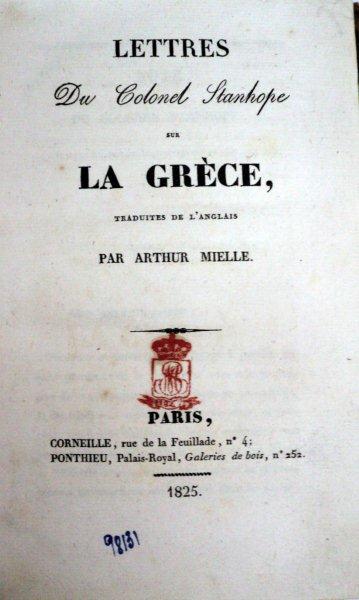 LETTRES
Du Colonel Stanhope
SUR
LA GRÈCE,
TRADUITES DE L'ANGLAIS
PAR ARTHUR MIELLE.
PARIS,
CORNEILLE, rue de la Feuillade, n° 4;
PONTHIEU, Palais-Royal, Galeries de bois, n° 252.
1825.
98131